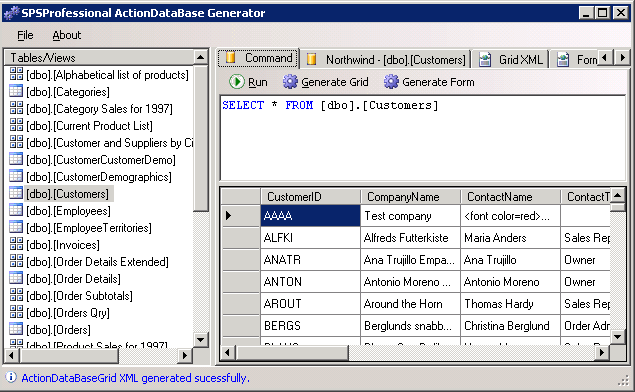 SPSProfessional ActionDataBase Generator
File About
Tables/Views
[dbo].[Alphabetical list of products]
[dbo].[Categories]
[dbo].[Category Sales for 1997]
[dbo].[Current Product List]
[dbo].[Customer and Suppliers by Ci
[dbo].[CustomerCustomerDemo]
[dbo].[CustomerDemographics]
[dbo].[Customers]
[dbo].[Employees]
[dbo].[EmployeeTerritories]
[dbo].[Invoices]
[dbo].[Order Details Extended]
[dbo].[Order Details]
[dbo].[Order Subtotals]
[dbo].[Orders Qry]
[dbo].[Orders]
[dbo].[Product Sales for 1997]
Command Northwind - [dbo].[Customers] Grid XML Form
Run Generate Grid Generate Form
SELECT * FROM [dbo].[Customers]
CustomerID CompanyName ContactName ContactT
AAAA Test company <font color=red>...
ALFKI Alfreds Futterkiste Maria Anders Sales Rep
ANATR Ana Trujillo Empa... Ana Trujillo Owner
ANTON Antonio Moreno ... Antonio Moreno Owner
AROUT Around the Horn Thomas Hardy Sales Rep
BERGS Berglunds snabb... Christina Berglund Order Adr
ActionDataBaseGrid XML generated sucessfully.